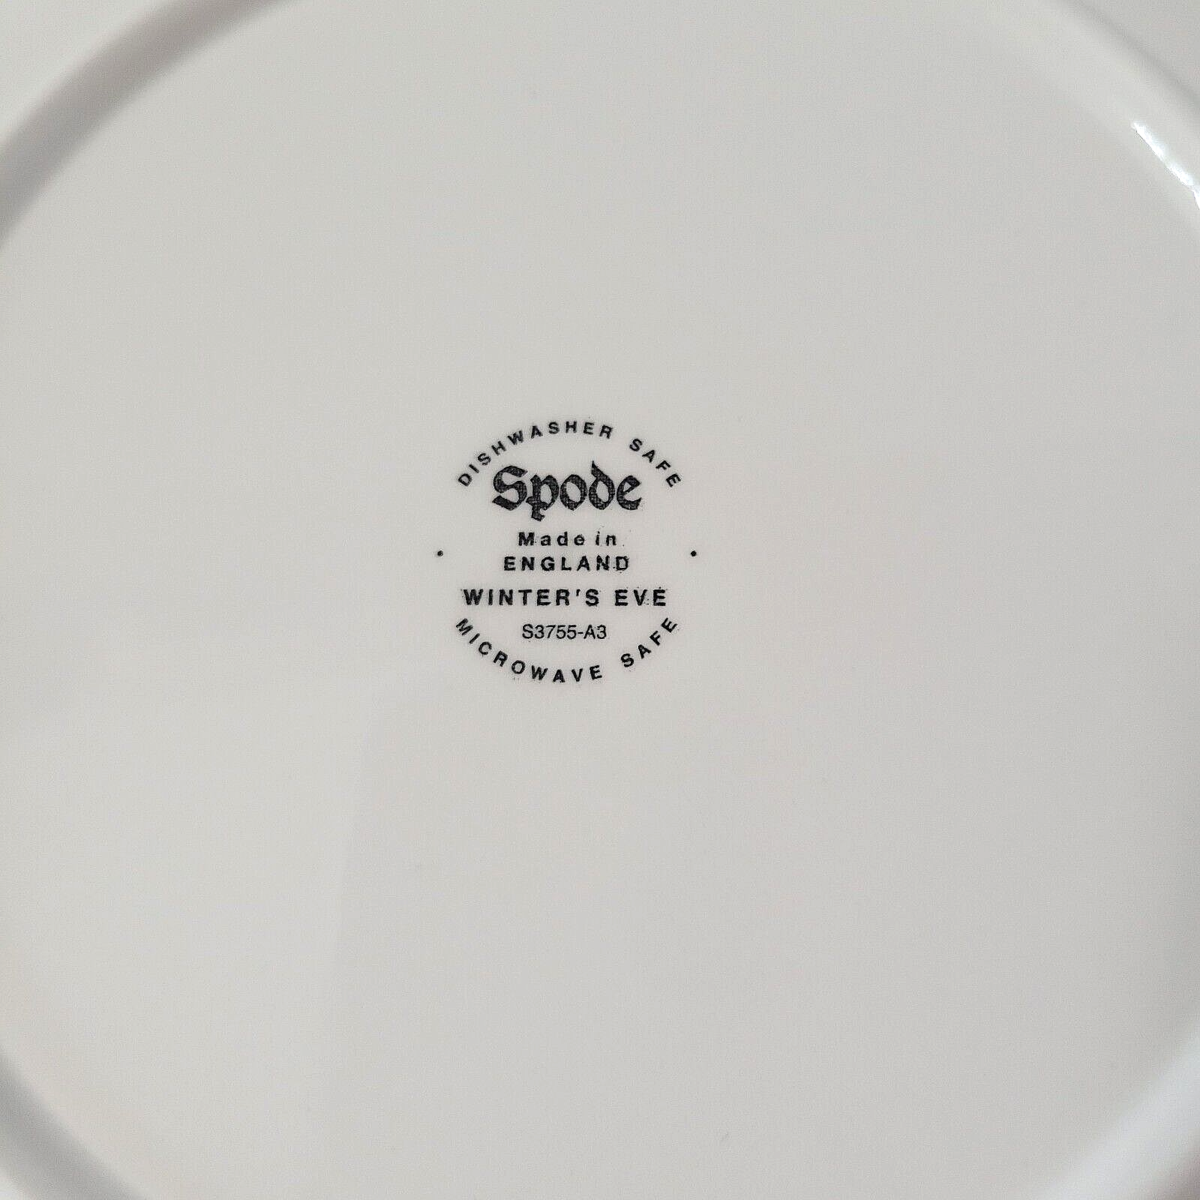 DISHWASHER SAFE
Spode
Made in
ENGLAND
WINTER'S EVE
S3755-A3
MICROWAVE SAFE